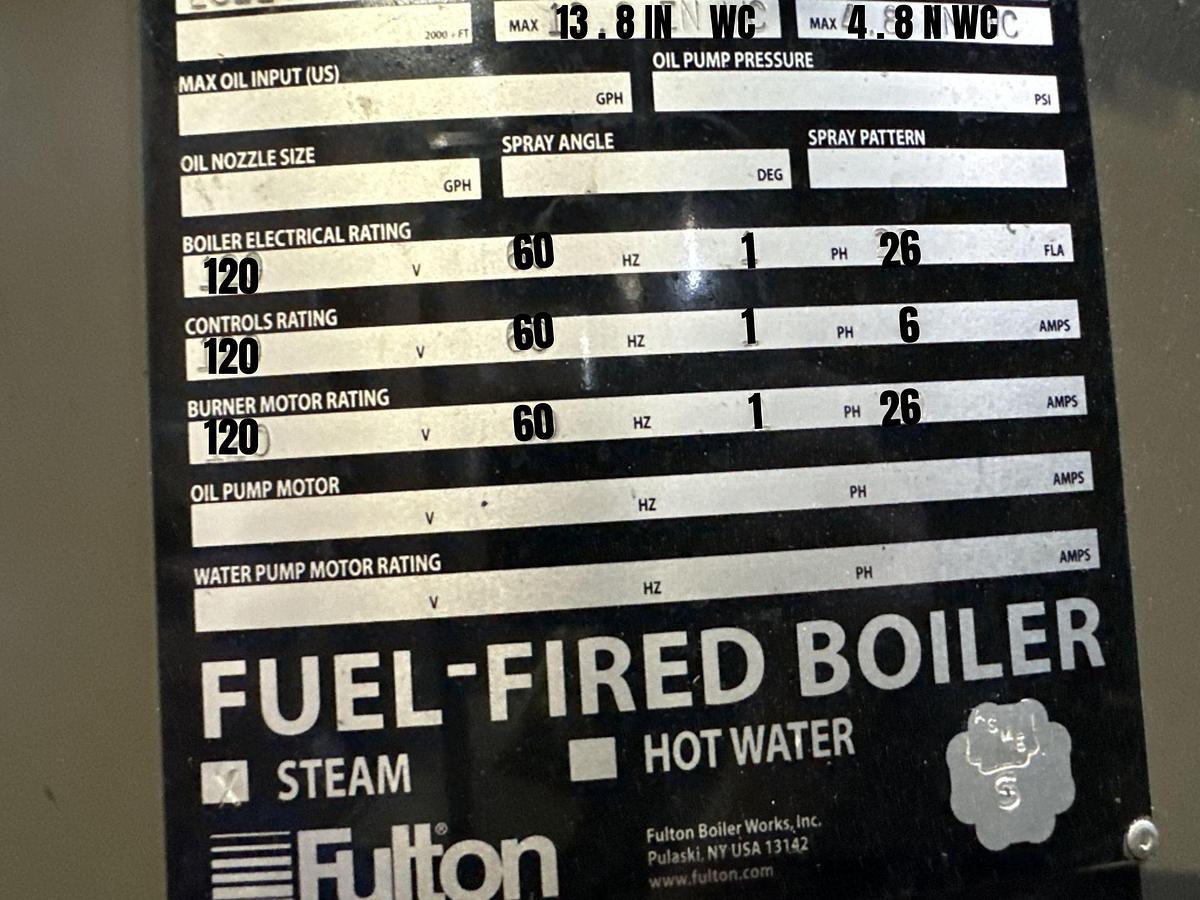 2000 + FT MAX 13.8 IN WC MAX 4.8 N WC
MAX OIL INPUT (US) OIL PUMP PRESSURE
GPH PSI
OIL NOZZLE SIZE SPRAY ANGLE SPRAY PATTERN
GPH DEG
BOILER ELECTRICAL RATING
120 V 60 HZ 1 PH 26 FLA
CONTROLS RATING
120 V 60 HZ 1 PH 6 AMPS
BURNER MOTOR RATING
120 V 60 HZ 1 PH 26 AMPS
OIL PUMP MOTOR
V HZ PH AMPS
WATER PUMP MOTOR RATING
V HZ PH AMPS
FUEL-FIRED BOILER
X STEAM HOT WATER
ASME
S
Fulton®
Fulton Boiler Works, Inc.
Pulaski, NY USA 13142
www.fulton.com